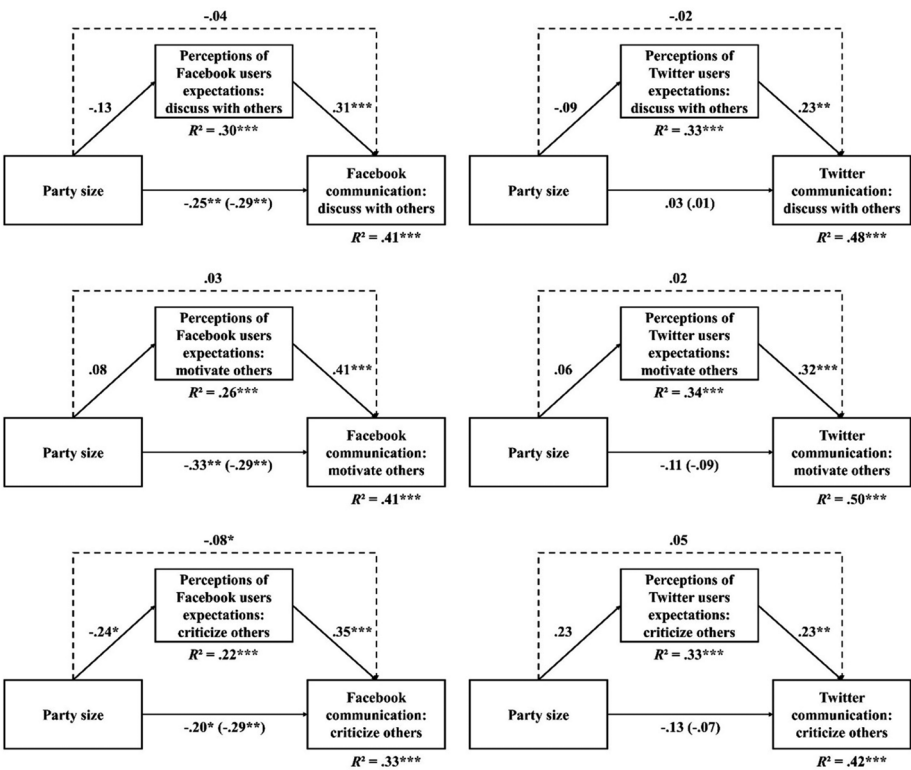 -.04
Perceptions of
Facebook users
expectations:
discuss with others
-.13
.31***
R² = .30***
Party size
Facebook
communication:
discuss with others
-.25** (-.29**)
R² = .41***
-.02
Perceptions of
Twitter users
expectations:
discuss with others
-.09
.23**
R² = .33***
Party size
Twitter
communication:
discuss with others
.03 (.01)
R² = .48***
.03
Perceptions of
Facebook users
expectations:
motivate others
.08
.41***
R² = .26***
Party size
Facebook
communication:
motivate others
-.33** (-.29**)
R² = .41***
.02
Perceptions of
Twitter users
expectations:
motivate others
.06
.32***
R² = .34***
Party size
Twitter
communication:
motivate others
-.11 (-.09)
R² = .50***
-.08*
Perceptions of
Facebook users
expectations:
criticize others
-.24*
.35***
R² = .22***
Party size
Facebook
communication:
criticize others
-.20* (-.29**)
R² = .33***
.05
Perceptions of
Twitter users
expectations:
criticize others
.23
.23**
R² = .33***
Party size
Twitter
communication:
criticize others
-.13 (-.07)
R² = .42***